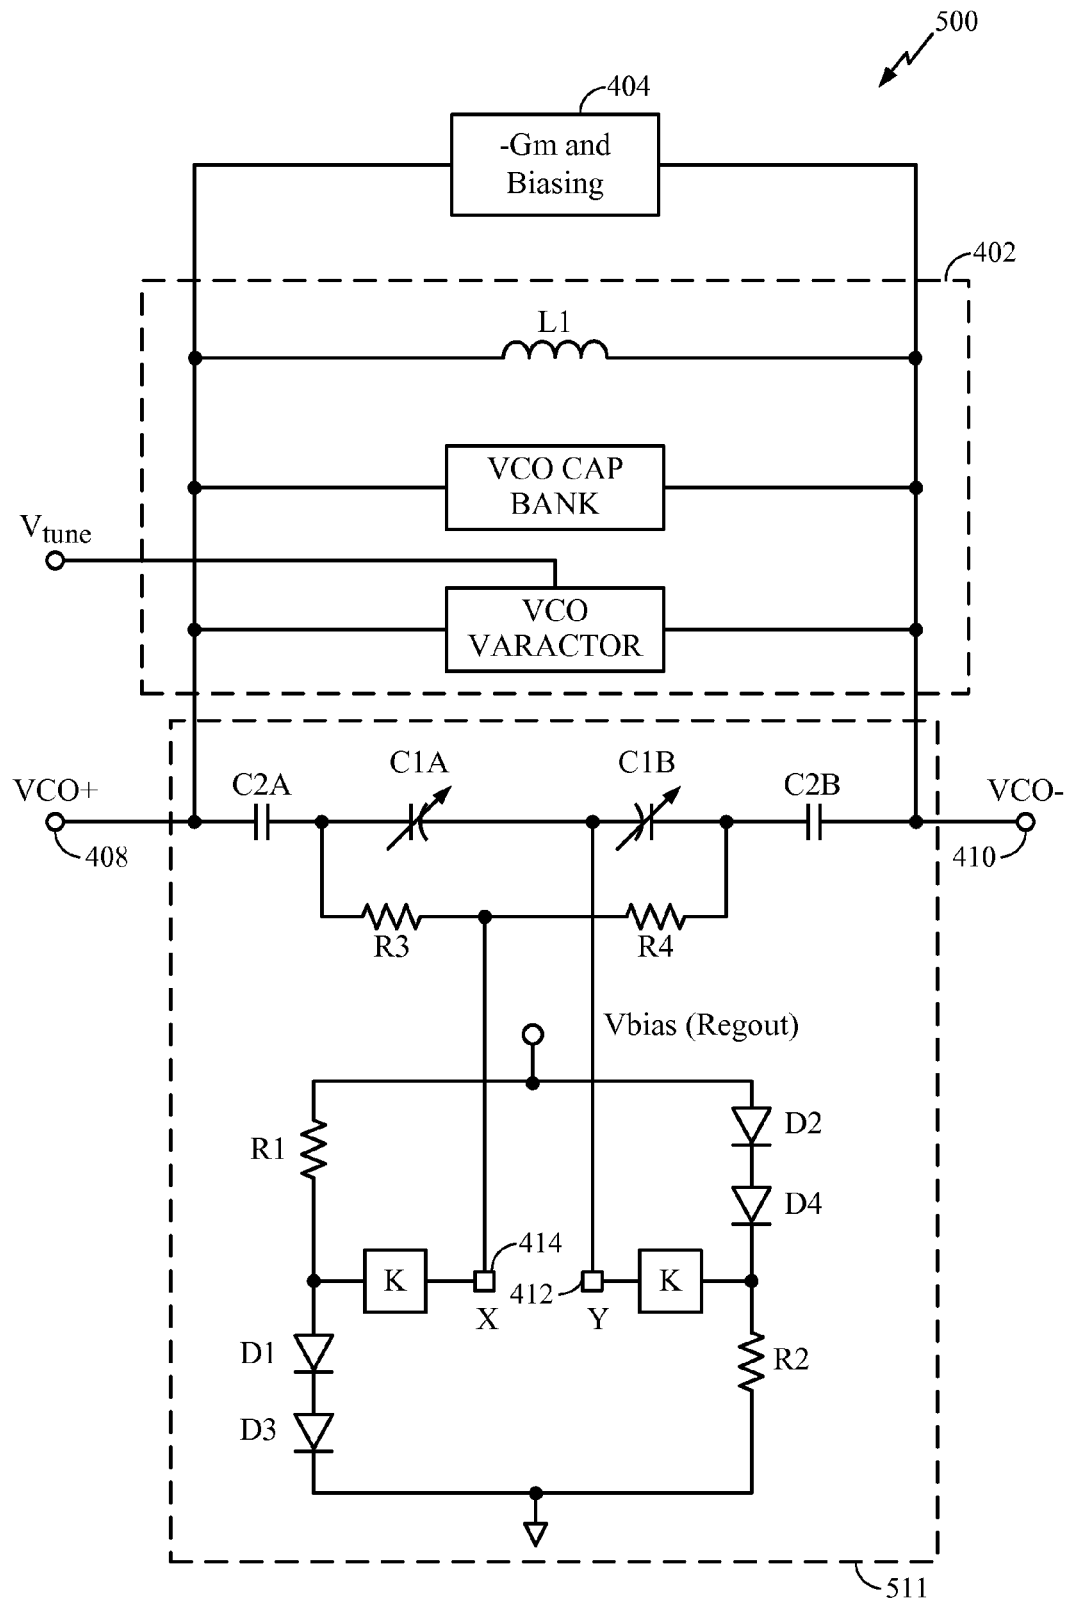 500
404
-Gm and
Biasing
402
L1
VCO CAP
BANK
Vtune
VCO
VARACTOR
C1A
C1B
VCO+
C2A
C2B
VCO-
408
410
R3
R4
Vbias (Regout)
R1
D2
D4
414
K
412
K
X
Y
D1
R2
D3
511